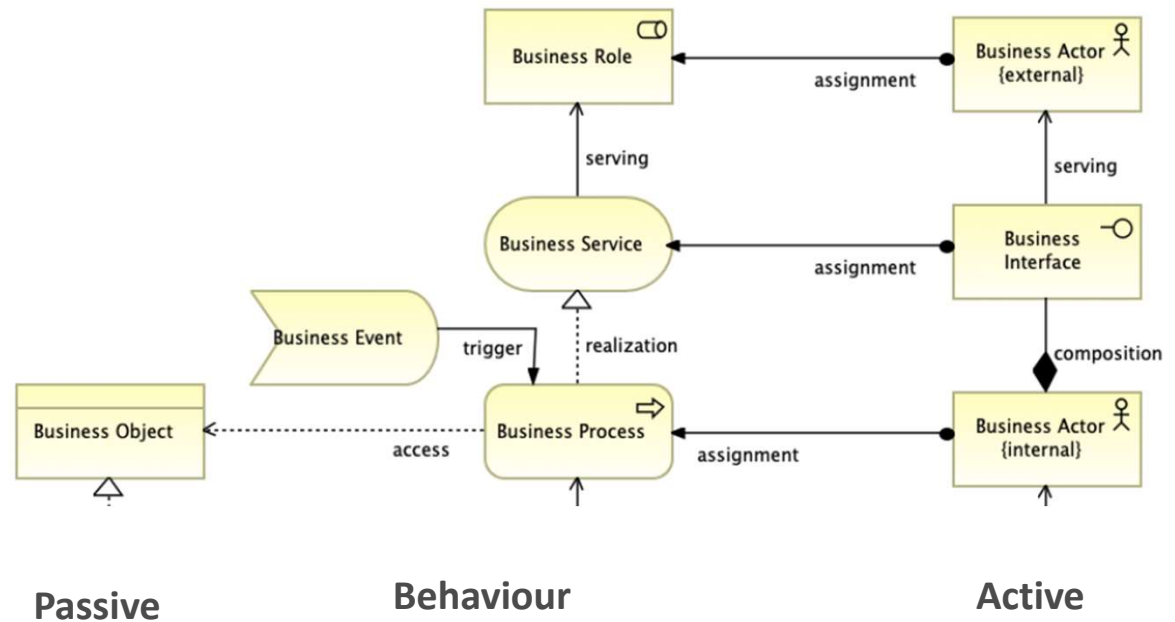 Business Role
Business Actor
{external}
assignment
serving
serving
Business Service
Business
Interface
assignment
Business Event
trigger
realization
composition
Business Object
access
Business Process
assignment
Business Actor
{internal}
Passive
Behaviour
Active